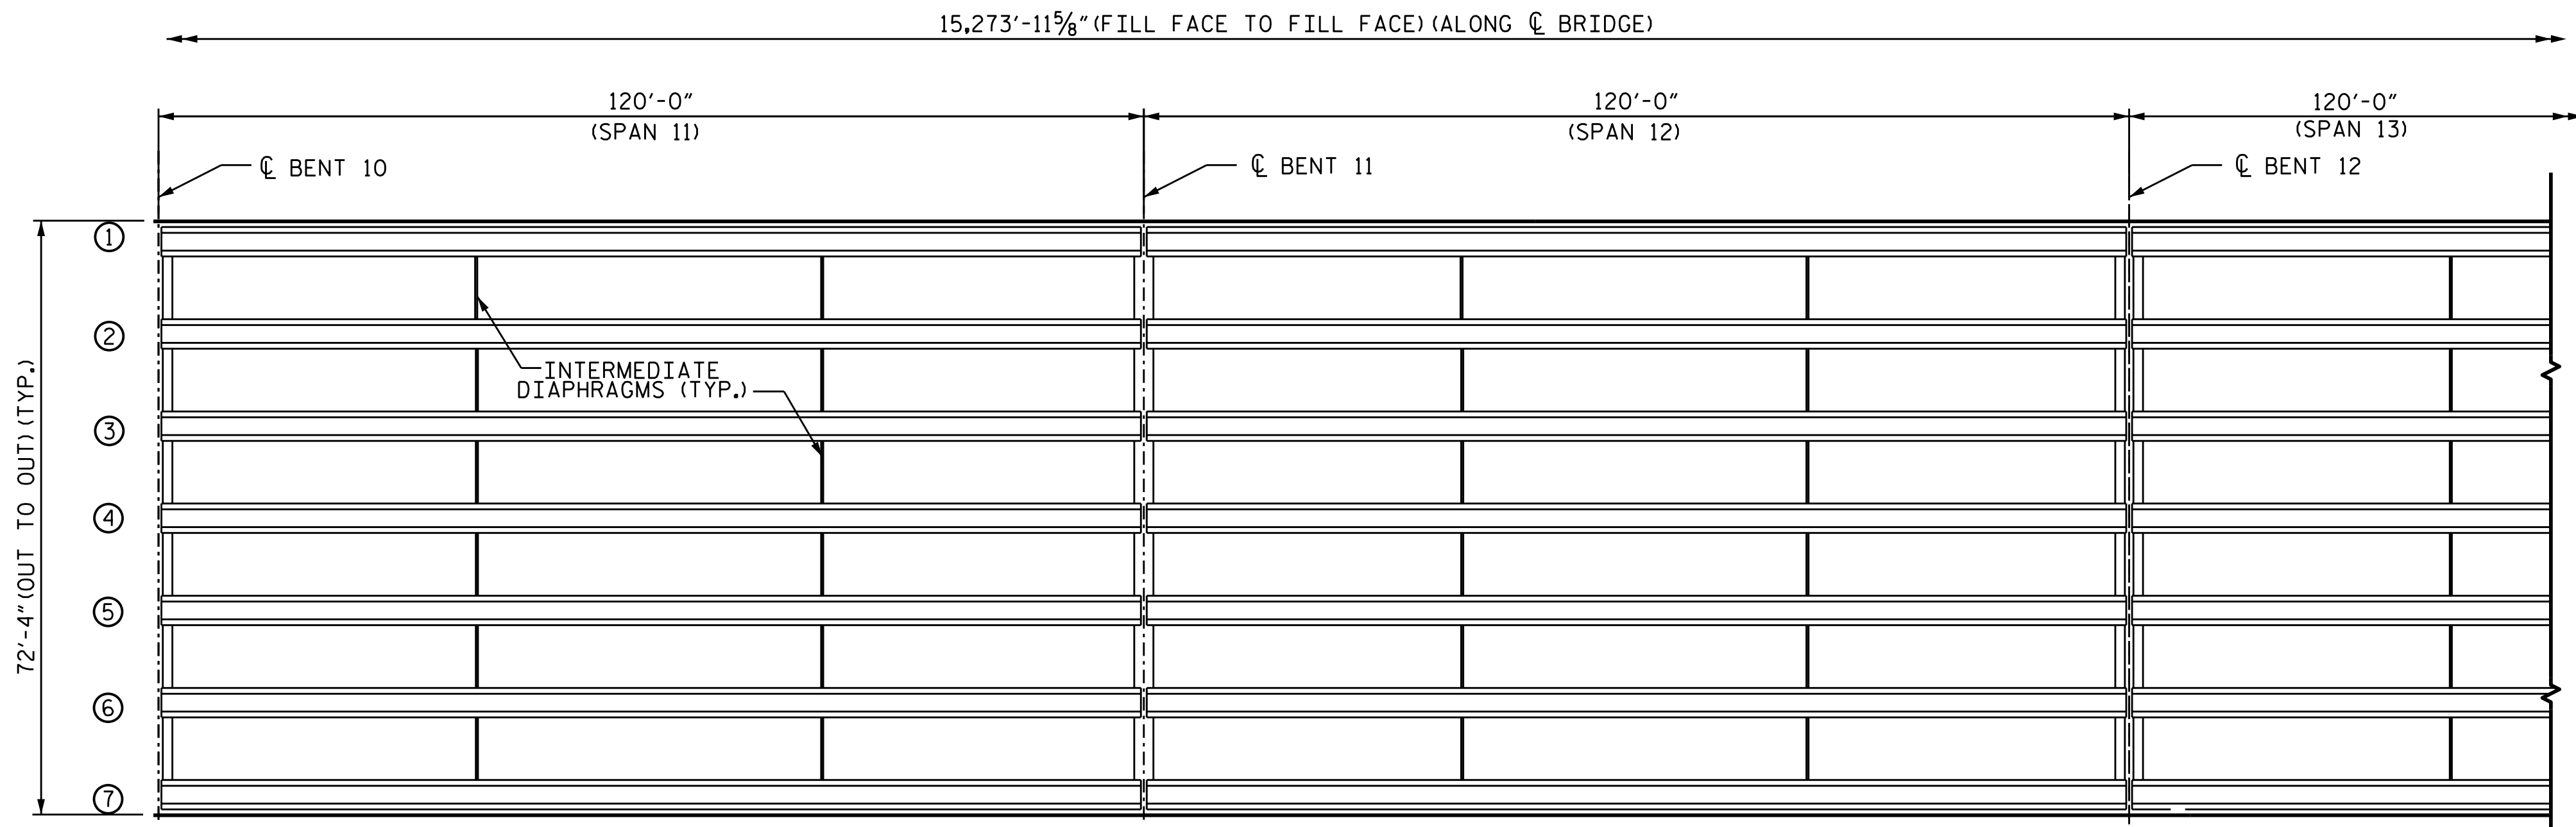 15,273'-11 5/8" (FILL FACE TO FILL FACE) (ALONG ℄ BRIDGE)
120'-0"
(SPAN 11)
120'-0"
(SPAN 12)
120'-0"
(SPAN 13)
℄ BENT 10
℄ BENT 11
℄ BENT 12
72'-4" (OUT TO OUT) (TYP.)
1
2
3
4
5
6
7
INTERMEDIATE
DIAPHRAGMS (TYP.)